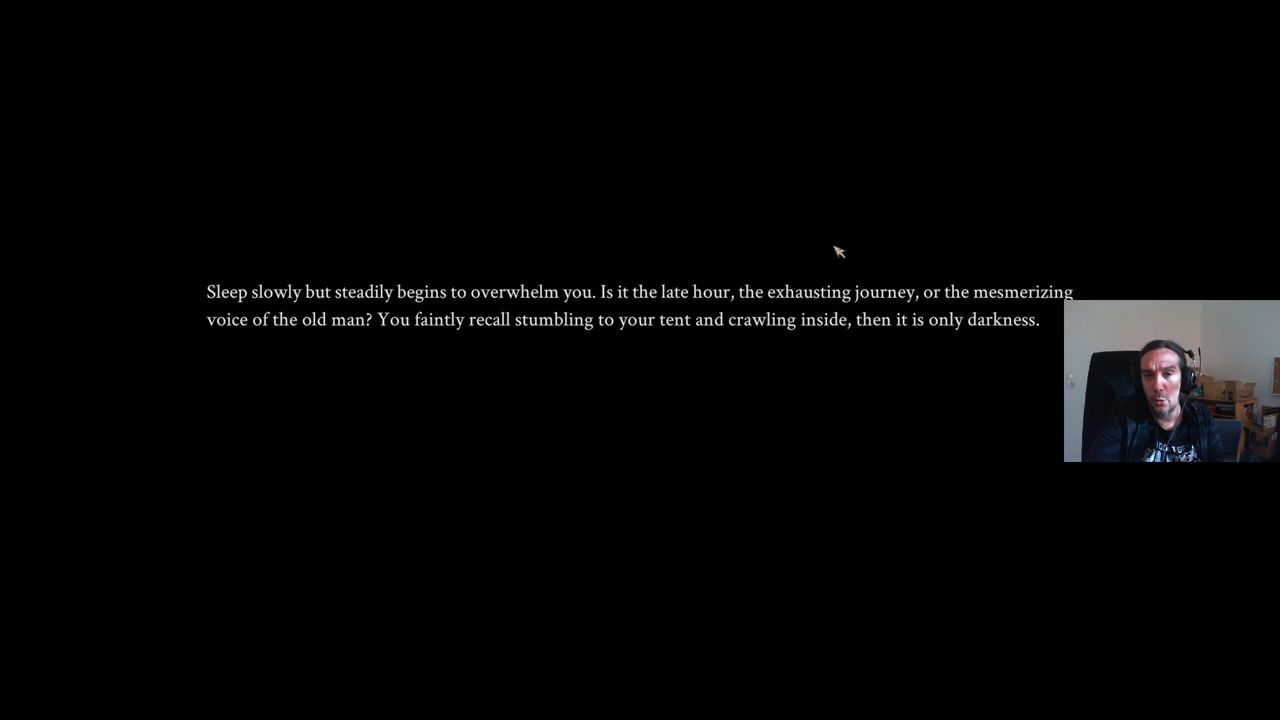 Sleep slowly but steadily begins to overwhelm you. Is it the late hour, the exhausting journey, or the mesmerizing
voice of the old man? You faintly recall stumbling to your tent and crawling inside, then it is only darkness.